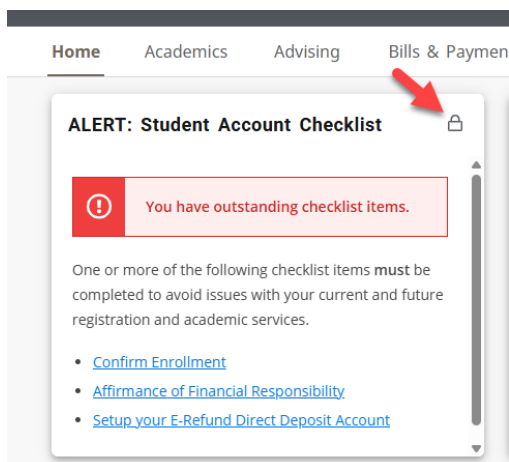 Home Academics Advising Bills & Paymen
ALERT: Student Account Checklist
You have outstanding checklist items.
One or more of the following checklist items must be
completed to avoid issues with your current and future
registration and academic services.
• Confirm Enrollment
• Affirmance of Financial Responsibility
• Setup your E-Refund Direct Deposit Account